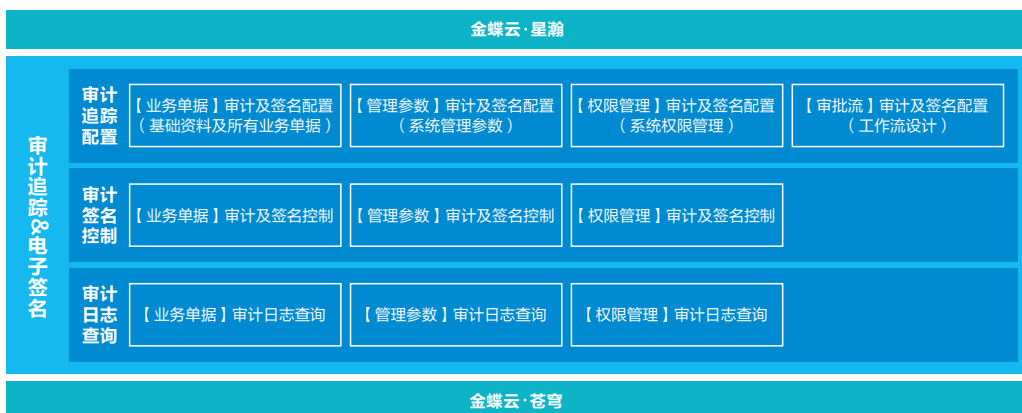 金蝶云·星瀚
审计追踪&电子签名
审计
追踪
配置
【业务单据】审计及签名配置
（基础资料及所有业务单据）
【管理参数】审计及签名配置
（系统管理参数）
【权限管理】审计及签名配置
（系统权限管理）
【审批流】审计及签名配置
（工作流设计）
审计
签名
控制
【业务单据】审计及签名控制
【管理参数】审计及签名控制
【权限管理】审计及签名控制
审计
日志
查询
【业务单据】审计日志查询
【管理参数】审计日志查询
【权限管理】审计日志查询
金蝶云·苍穹